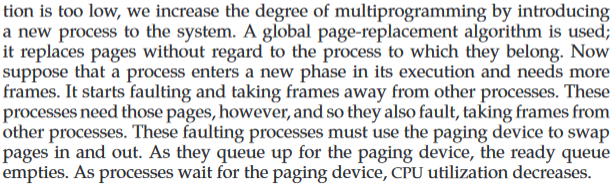 tion is too low, we increase the degree of multiprogramming by introducing
a new process to the system. A global page-replacement algorithm is used;
it replaces pages without regard to the process to which they belong. Now
suppose that a process enters a new phase in its execution and needs more
frames. It starts faulting and taking frames away from other processes. These
processes need those pages, however, and so they also fault, taking frames from
other processes. These faulting processes must use the paging device to swap
pages in and out. As they queue up for the paging device, the ready queue
empties. As processes wait for the paging device, CPU utilization decreases.